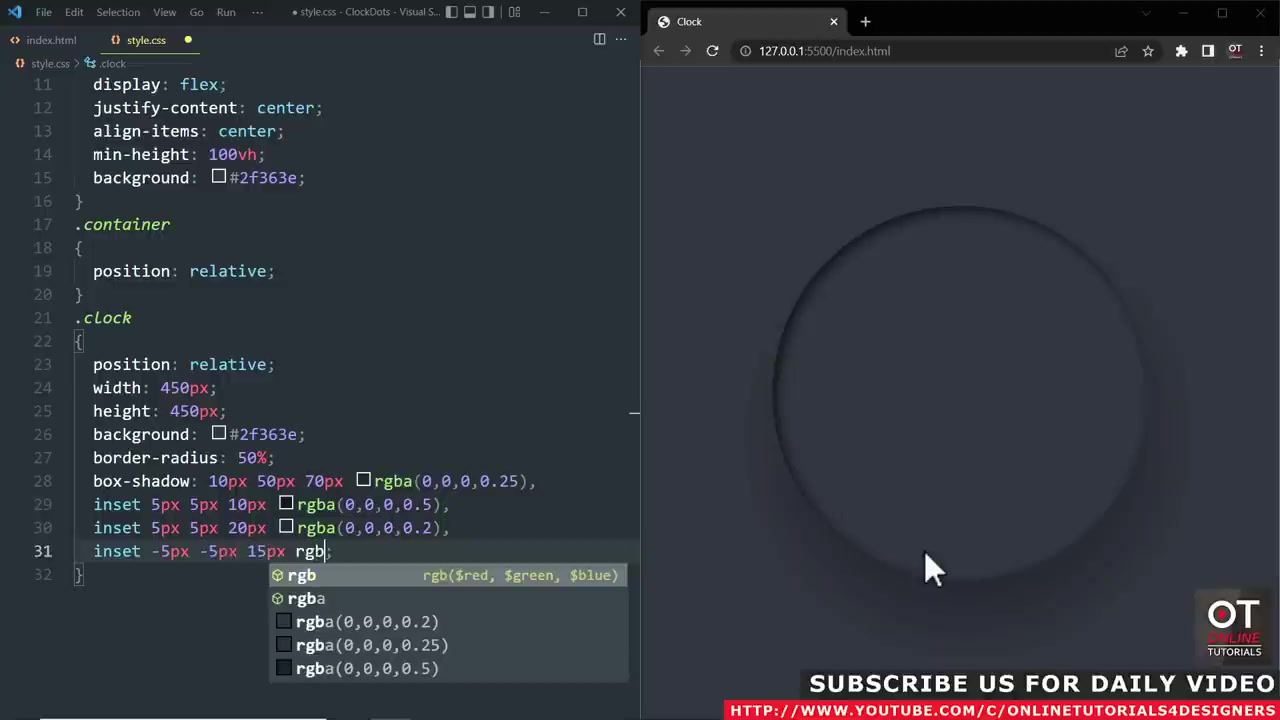 File Edit Selection View Go Run ··· ● style.css - ClockDots - Visual S...
index.html style.css ●
style.css > .clock
11 display: flex;
12 justify-content: center;
13 align-items: center;
14 min-height: 100vh;
15 background: #2f363e;
16 }
17 .container
18 {
19 position: relative;
20 }
21 .clock
22 {
23 position: relative;
24 width: 450px;
25 height: 450px;
26 background: #2f363e;
27 border-radius: 50%;
28 box-shadow: 10px 50px 70px rgba(0,0,0,0.25),
29 inset 5px 5px 10px rgba(0,0,0,0.5),
30 inset 5px 5px 20px rgba(0,0,0,0.2),
31 inset -5px -5px 15px rgb;
32 }
rgb rgb($red, $green, $blue)
rgba
rgba(0,0,0,0.2)
rgba(0,0,0,0.25)
rgba(0,0,0,0.5)
Clock
127.0.0.1:5500/index.html
OT
OT
ONLINE
TUTORIALS
SUBSCRIBE US FOR DAILY VIDEO
HTTP://WWW.YOUTUBE.COM/C/ONLINETUTORIALS4DESIGNERS